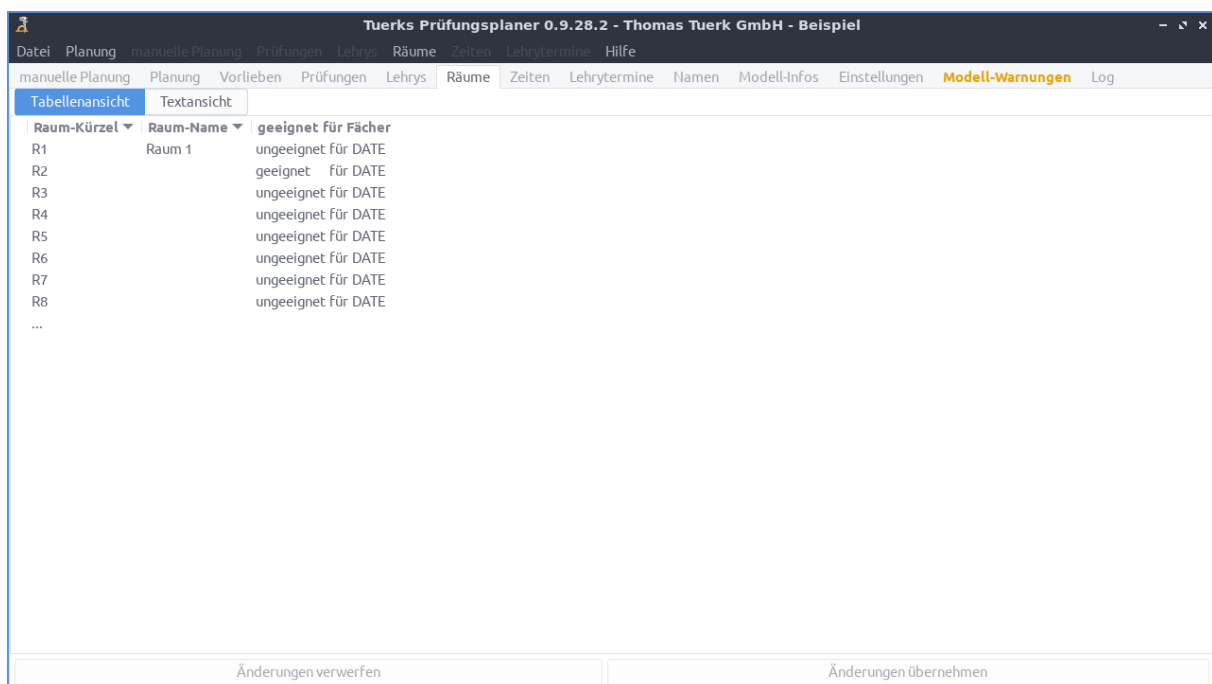 Tuerks Prüfungsplaner 0.9.28.2 - Thomas Tuerk GmbH - Beispiel
Datei Planung manuelle Planung Prüfungen Lehrys Räume Zeiten Lehrytermine Hilfe
manuelle Planung Planung Vorlieben Prüfungen Lehrys Räume Zeiten Lehrytermine Namen Modell-Infos Einstellungen Modell-Warnungen Log
Tabellenansicht Textansicht
Raum-Kürzel Raum-Name geeignet für Fächer
R1 Raum 1 ungeeignet für DATE
R2 geeignet für DATE
R3 ungeeignet für DATE
R4 ungeeignet für DATE
R5 ungeeignet für DATE
R6 ungeeignet für DATE
R7 ungeeignet für DATE
R8 ungeeignet für DATE
...
Änderungen verwerfen Änderungen übernehmen